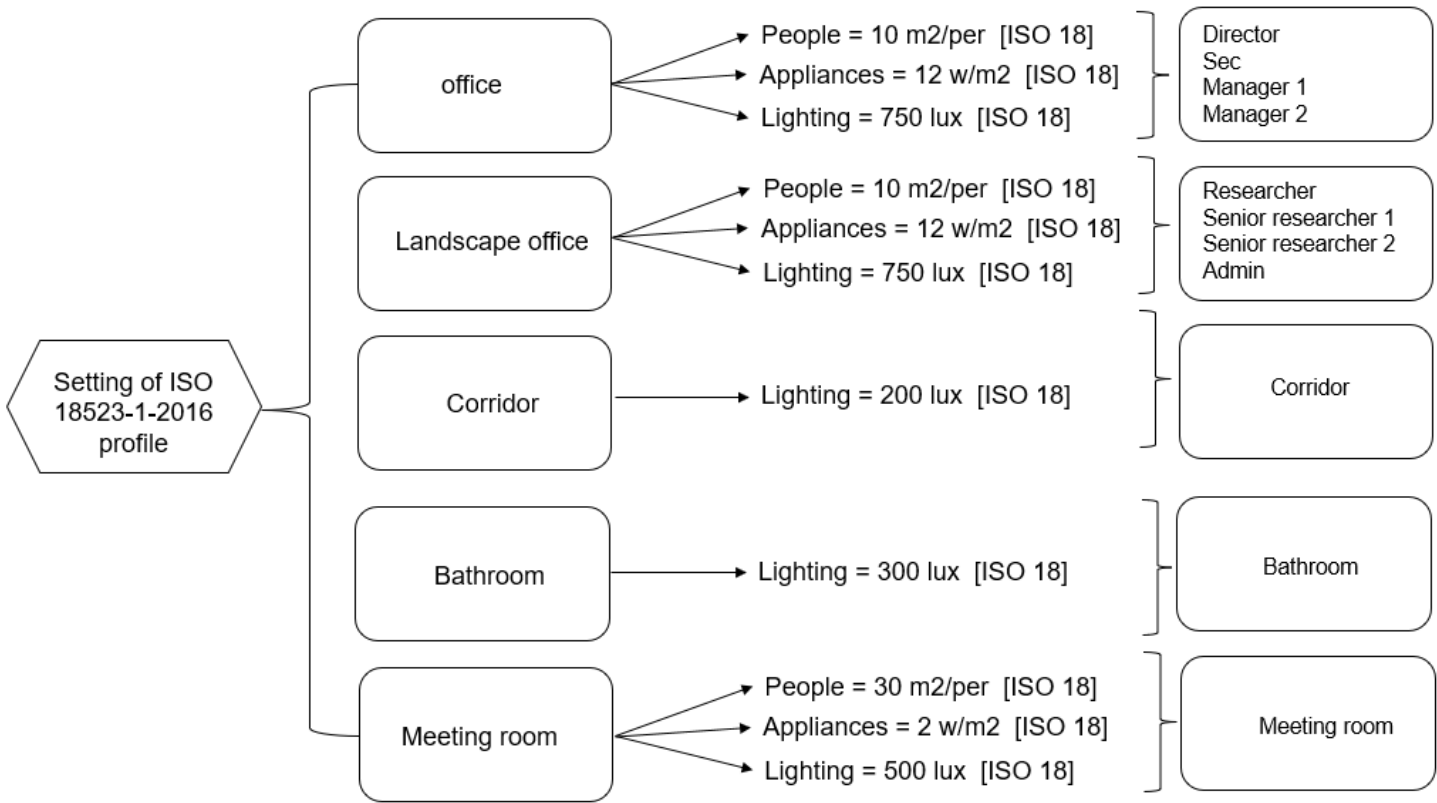 Setting of ISO
18523-1-2016
profile
office
People = 10 m2/per [ISO 18]
Appliances = 12 w/m2 [ISO 18]
Lighting = 750 lux [ISO 18]
Director
Sec
Manager 1
Manager 2
Landscape office
People = 10 m2/per [ISO 18]
Appliances = 12 w/m2 [ISO 18]
Lighting = 750 lux [ISO 18]
Researcher
Senior researcher 1
Senior researcher 2
Admin
Corridor
Lighting = 200 lux [ISO 18]
Corridor
Bathroom
Lighting = 300 lux [ISO 18]
Bathroom
Meeting room
People = 30 m2/per [ISO 18]
Appliances = 2 w/m2 [ISO 18]
Lighting = 500 lux [ISO 18]
Meeting room